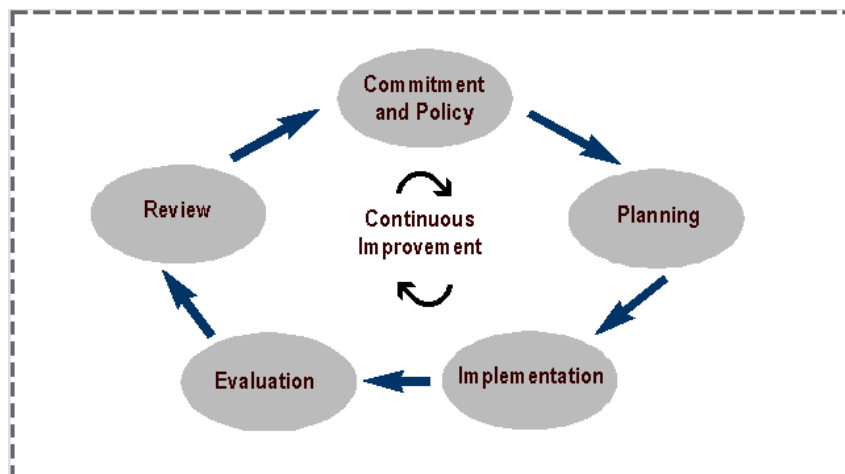 Commitment
and Policy
Review
Planning
Continuous
Improvement
Evaluation
Implementation